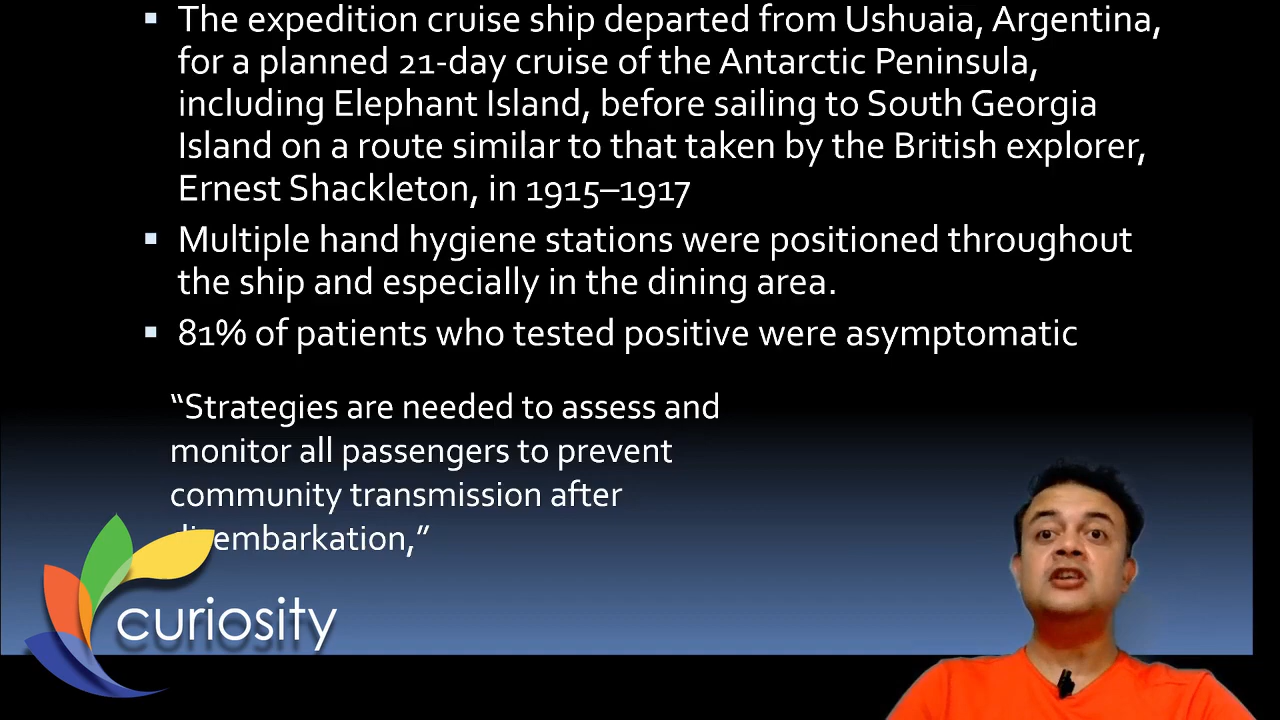 The expedition cruise ship departed from Ushuaia, Argentina,
for a planned 21-day cruise of the Antarctic Peninsula,
including Elephant Island, before sailing to South Georgia
Island on a route similar to that taken by the British explorer,
Ernest Shackleton, in 1915–1917
Multiple hand hygiene stations were positioned throughout
the ship and especially in the dining area.
81% of patients who tested positive were asymptomatic
“Strategies are needed to assess and
monitor all passengers to prevent
community transmission after
disembarkation,”
curiosity